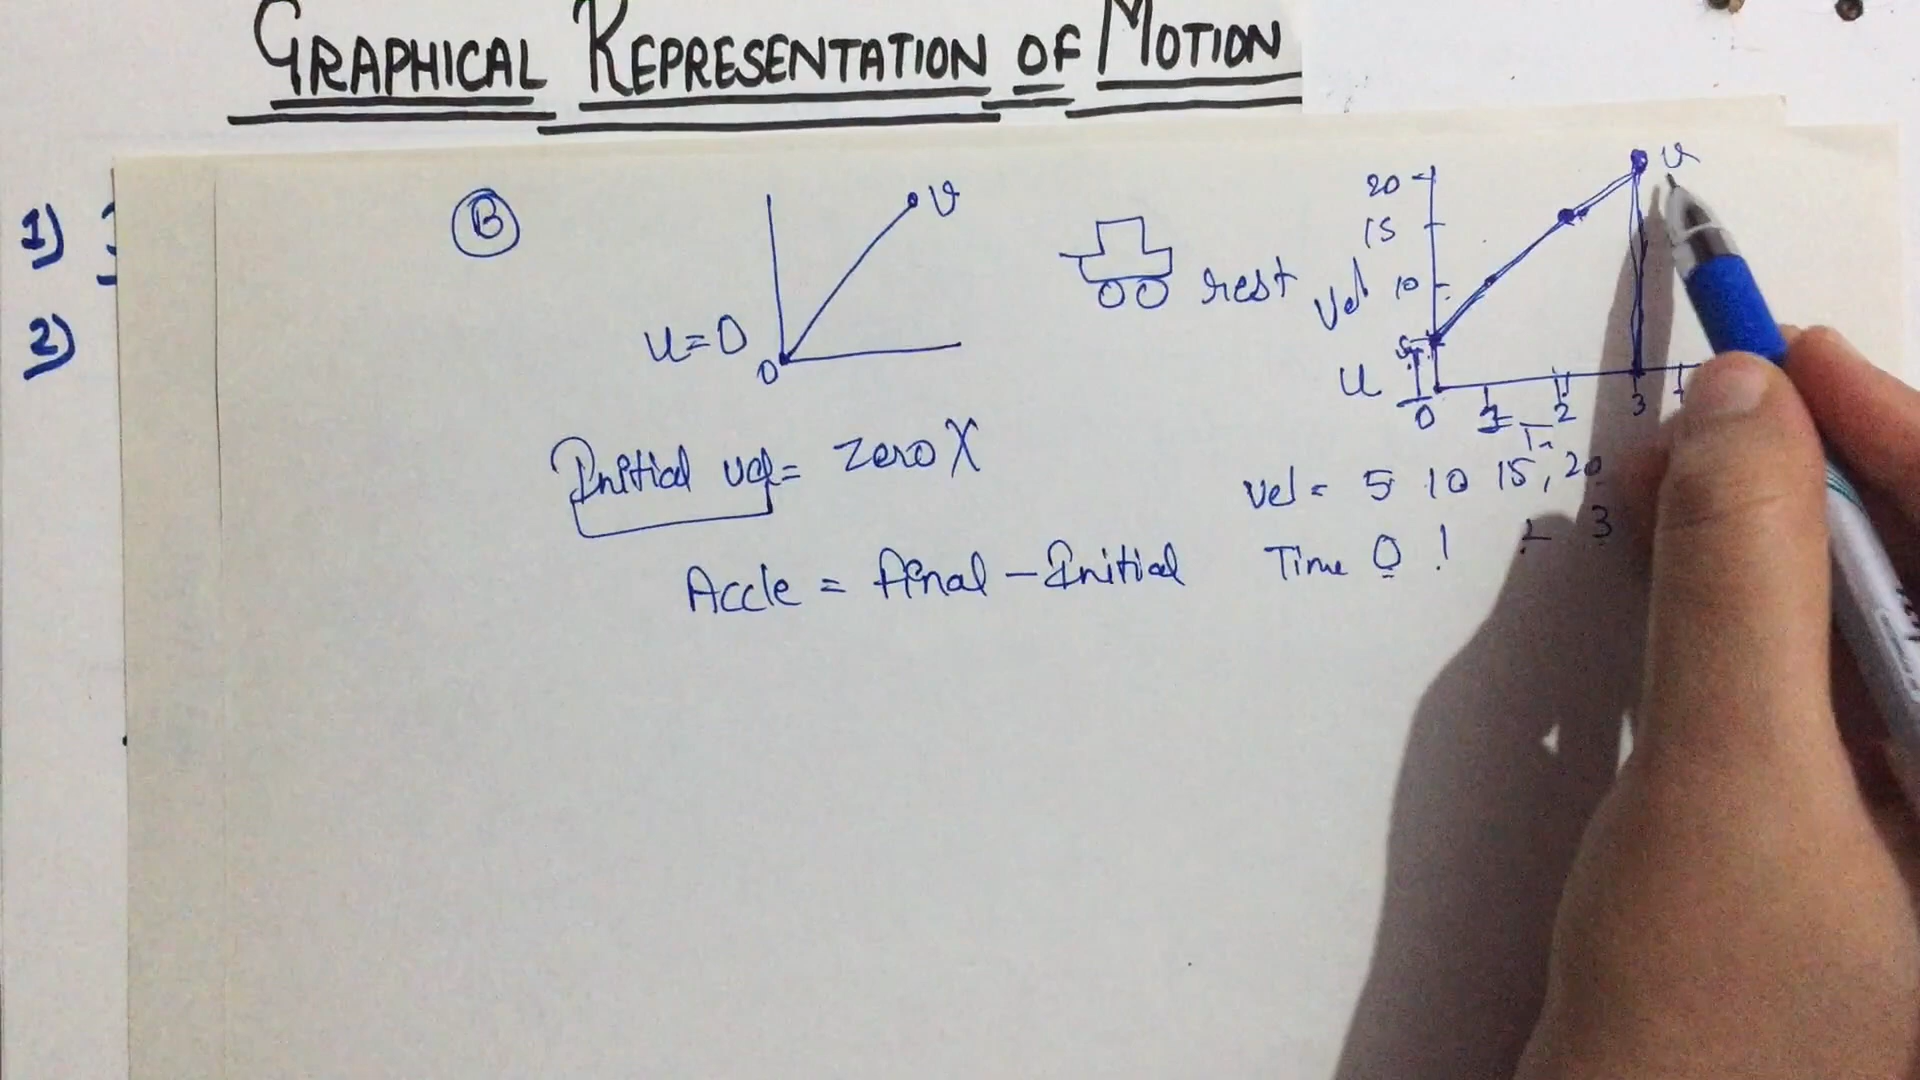 GRAPHICAL REPRESENTATION OF MOTION
1)
2)
B
v
u=0
0
rest
Vel
20
15
10
5
u
v
0 1 2 3
Initial vel= zero X
Vel = 5 10 15, 20
Time 0 1 2 3
Accle = final - Initial